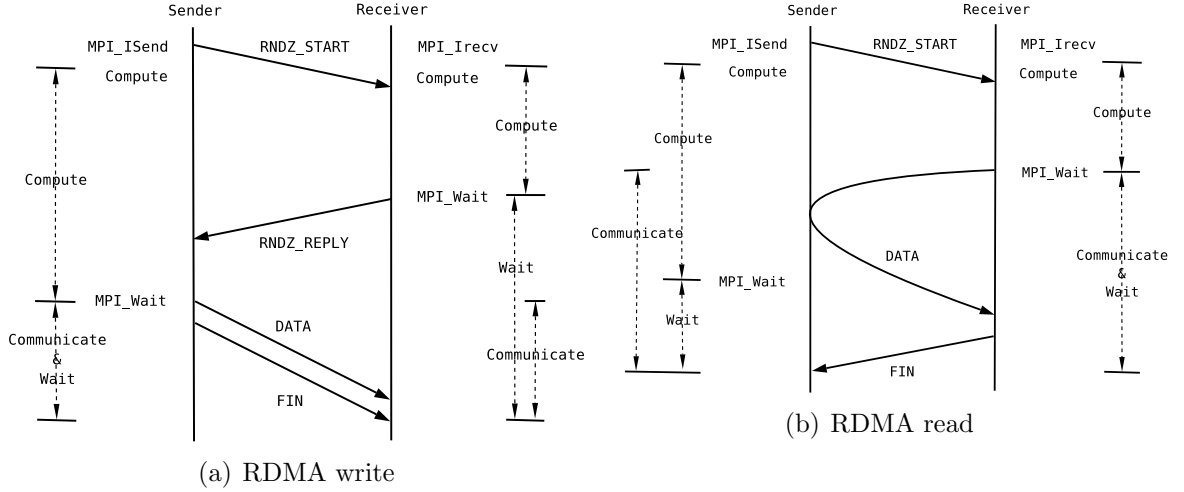 Sender
Receiver
MPI_ISend
RNDZ_START
MPI_Irecv
Compute
Compute
Compute
Compute
MPI_Wait
RNDZ_REPLY
Wait
MPI_Wait
DATA
Communicate
&
Wait
Communicate
FIN
(a) RDMA write
Sender
Receiver
MPI_ISend
RNDZ_START
MPI_Irecv
Compute
Compute
Compute
Compute
MPI_Wait
Communicate
DATA
Communicate
&
Wait
MPI_Wait
Wait
FIN
(b) RDMA read